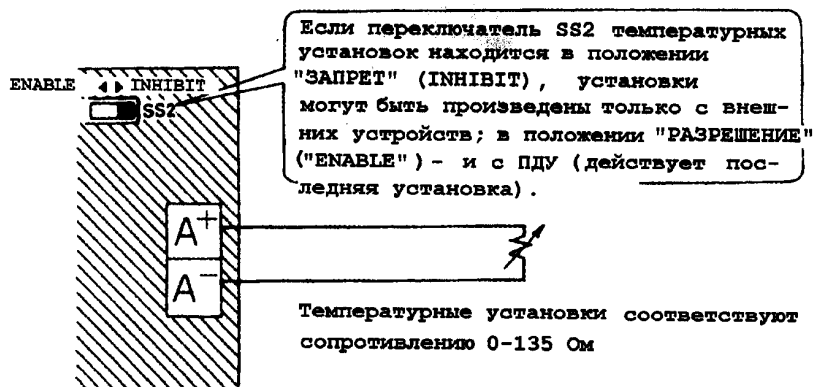 Если переключатель SS2 температурных
установок находится в положении
"ЗАПРЕТ" (INHIBIT), установки
могут быть произведены только с внеш-
них устройств; в положении "РАЗРЕШЕНИЕ"
("ENABLE") - и с ПДУ (действует пос-
ледняя установка).
ENABLE ◄► INHIBIT
SS2
A+
A−
Температурные установки соответствуют
сопротивлению 0-135 Ом